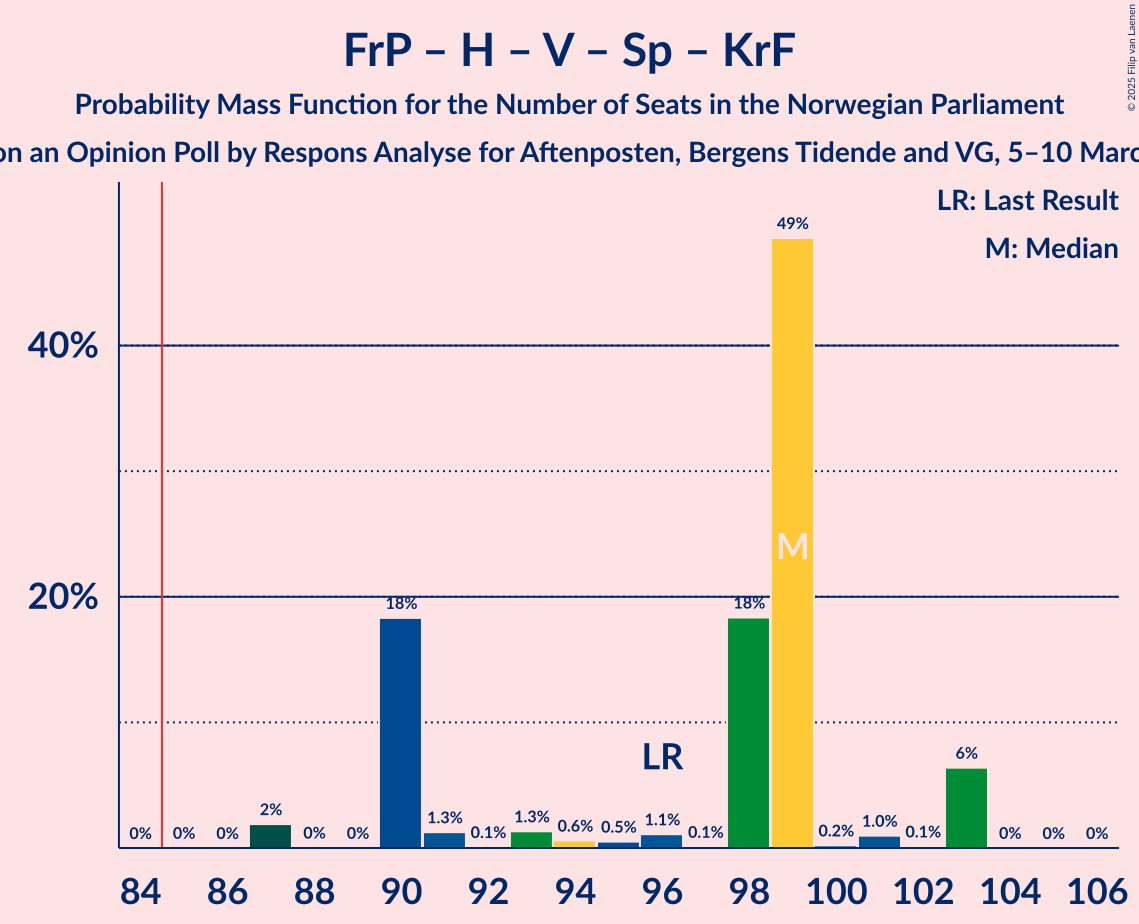 FrP – H – V – Sp – KrF
Probability Mass Function for the Number of Seats in the Norwegian Parliament
on an Opinion Poll by Respons Analyse for Aftenposten, Bergens Tidende and VG, 5–10
© 2025 Filip van Laenen
LR: Last Result
M: Median
40%
20%
0% 0% 0% 2% 0% 0% 18% 1.3% 0.1% 1.3% 0.6% 0.5% 1.1% 0.1% 18% 49% 0.2% 1.0% 0.1% 6% 0% 0% 0%
LR
M
84 86 88 90 92 94 96 98 100 102 104 106